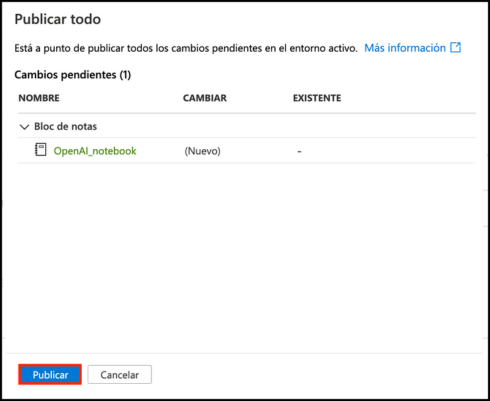 Publicar todo
Está a punto de publicar todos los cambios pendientes en el entorno activo. Más información
Cambios pendientes (1)
NOMBRE CAMBIAR EXISTENTE
Bloc de notas
OpenAI_notebook (Nuevo) -
Publicar Cancelar